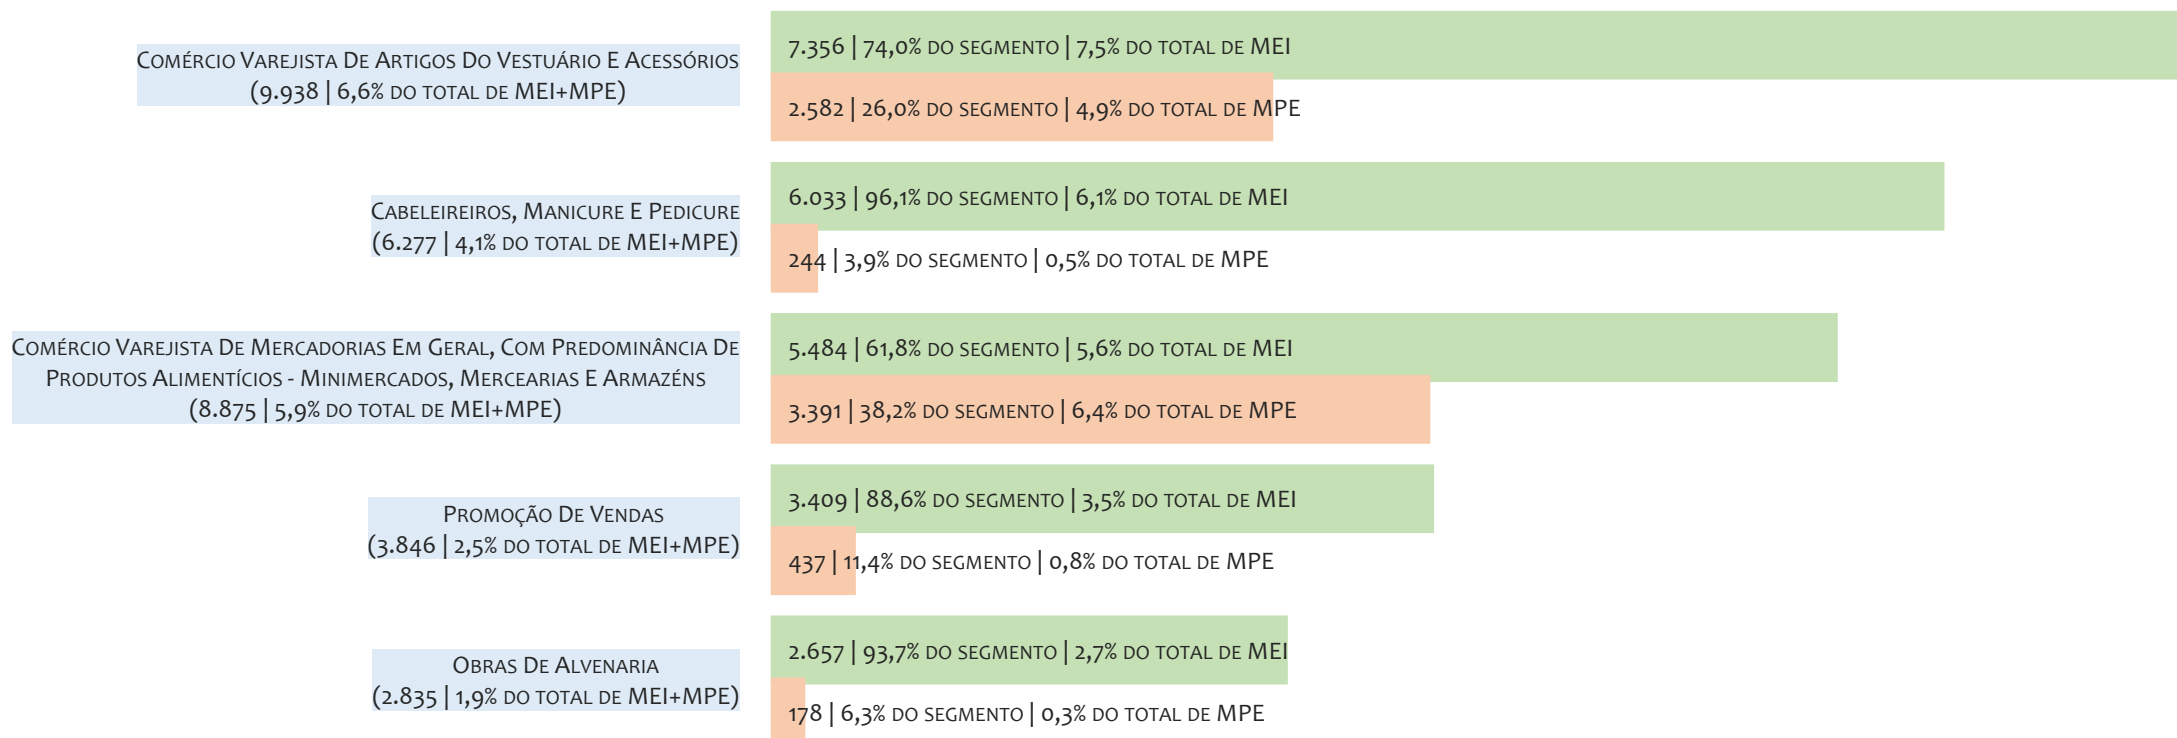 Comércio Varejista De Artigos Do Vestuário E Acessórios
(9.938 | 6,6% do total de MEI+MPE)
7.356 | 74,0% do segmento | 7,5% do total de MEI
2.582 | 26,0% do segmento | 4,9% do total de MPE
Cabeleireiros, Manicure E Pedicure
(6.277 | 4,1% do total de MEI+MPE)
6.033 | 96,1% do segmento | 6,1% do total de MEI
244 | 3,9% do segmento | 0,5% do total de MPE
Comércio Varejista De Mercadorias Em Geral, Com Predominância De
Produtos Alimentícios - Minimercados, Mercearias E Armazéns
(8.875 | 5,9% do total de MEI+MPE)
5.484 | 61,8% do segmento | 5,6% do total de MEI
3.391 | 38,2% do segmento | 6,4% do total de MPE
Promoção De Vendas
(3.846 | 2,5% do total de MEI+MPE)
3.409 | 88,6% do segmento | 3,5% do total de MEI
437 | 11,4% do segmento | 0,8% do total de MPE
Obras De Alvenaria
(2.835 | 1,9% do total de MEI+MPE)
2.657 | 93,7% do segmento | 2,7% do total de MEI
178 | 6,3% do segmento | 0,3% do total de MPE